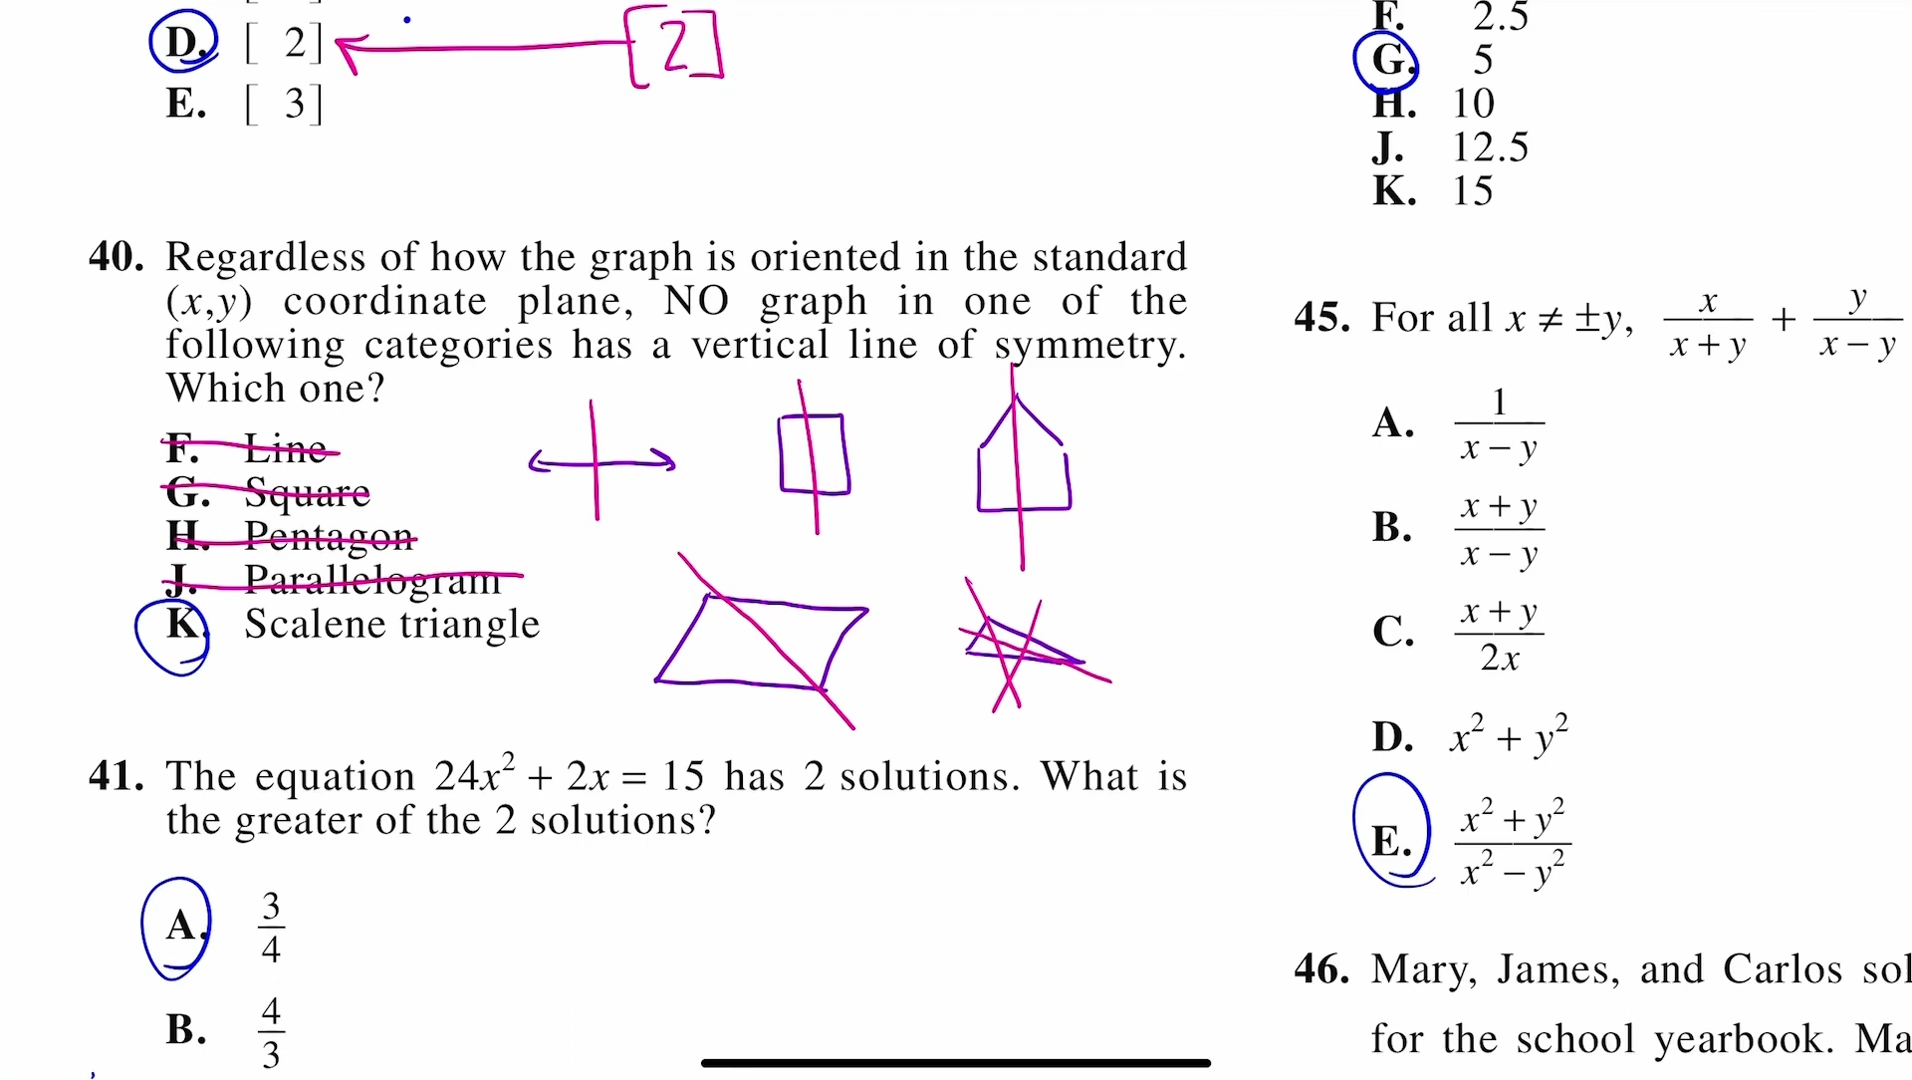 D. [ 2] [2]
E. [ 3]
40. Regardless of how the graph is oriented in the standard
(x,y) coordinate plane, NO graph in one of the
following categories has a vertical line of symmetry.
Which one?
F. Line
G. Square
H. Pentagon
J. Parallelogram
K. Scalene triangle
41. The equation 24x² + 2x = 15 has 2 solutions. What is
the greater of the 2 solutions?
A. 3/4
B. 4/3
F. 2.5
G. 5
H. 10
J. 12.5
K. 15
45. For all x ≠ ±y, x/(x + y) + y/(x − y)
A. 1/(x − y)
B. (x + y)/(x − y)
C. (x + y)/2x
D. x² + y²
E. (x² + y²)/(x² − y²)
46. Mary, James, and Carlos sol
for the school yearbook. Ma